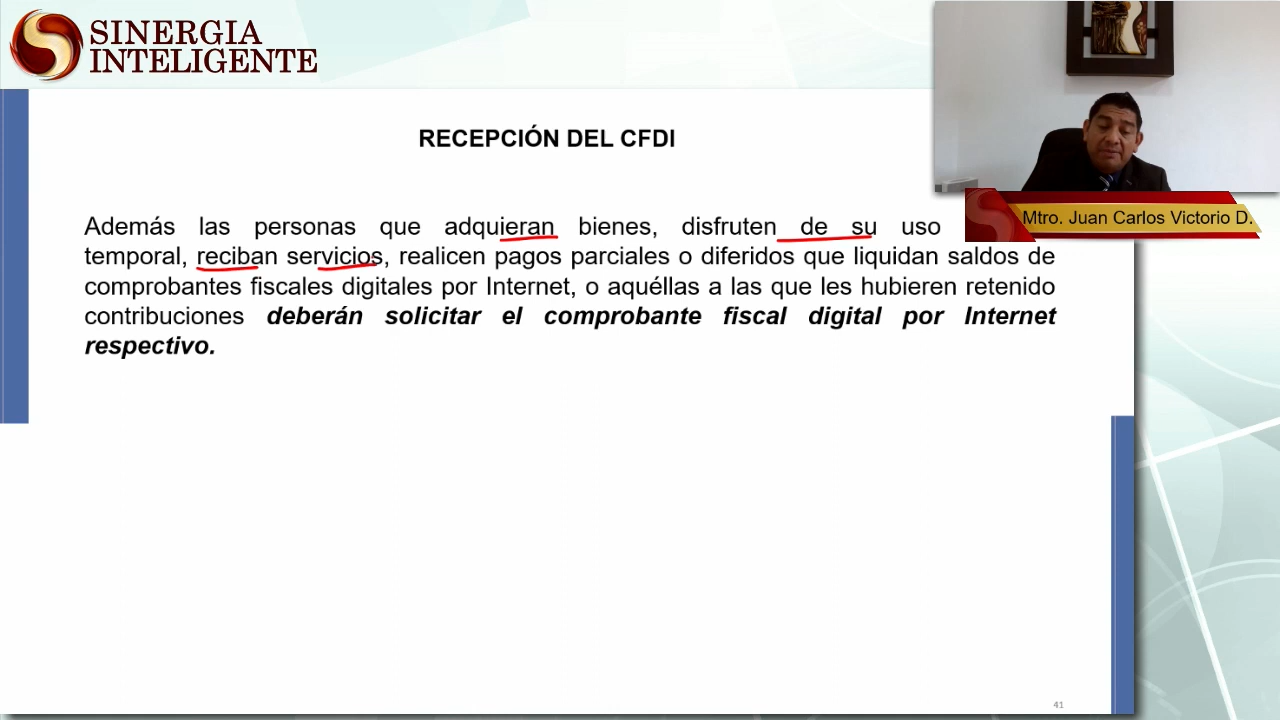 SINERGIA
INTELIGENTE
RECEPCIÓN DEL CFDI
Mtro. Juan Carlos Victorio D.
Además las personas que adquieran bienes, disfruten de su uso
temporal, reciban servicios, realicen pagos parciales o diferidos que liquidan saldos de
comprobantes fiscales digitales por Internet, o aquéllas a las que les hubieren retenido
contribuciones deberán solicitar el comprobante fiscal digital por Internet
respectivo.
41